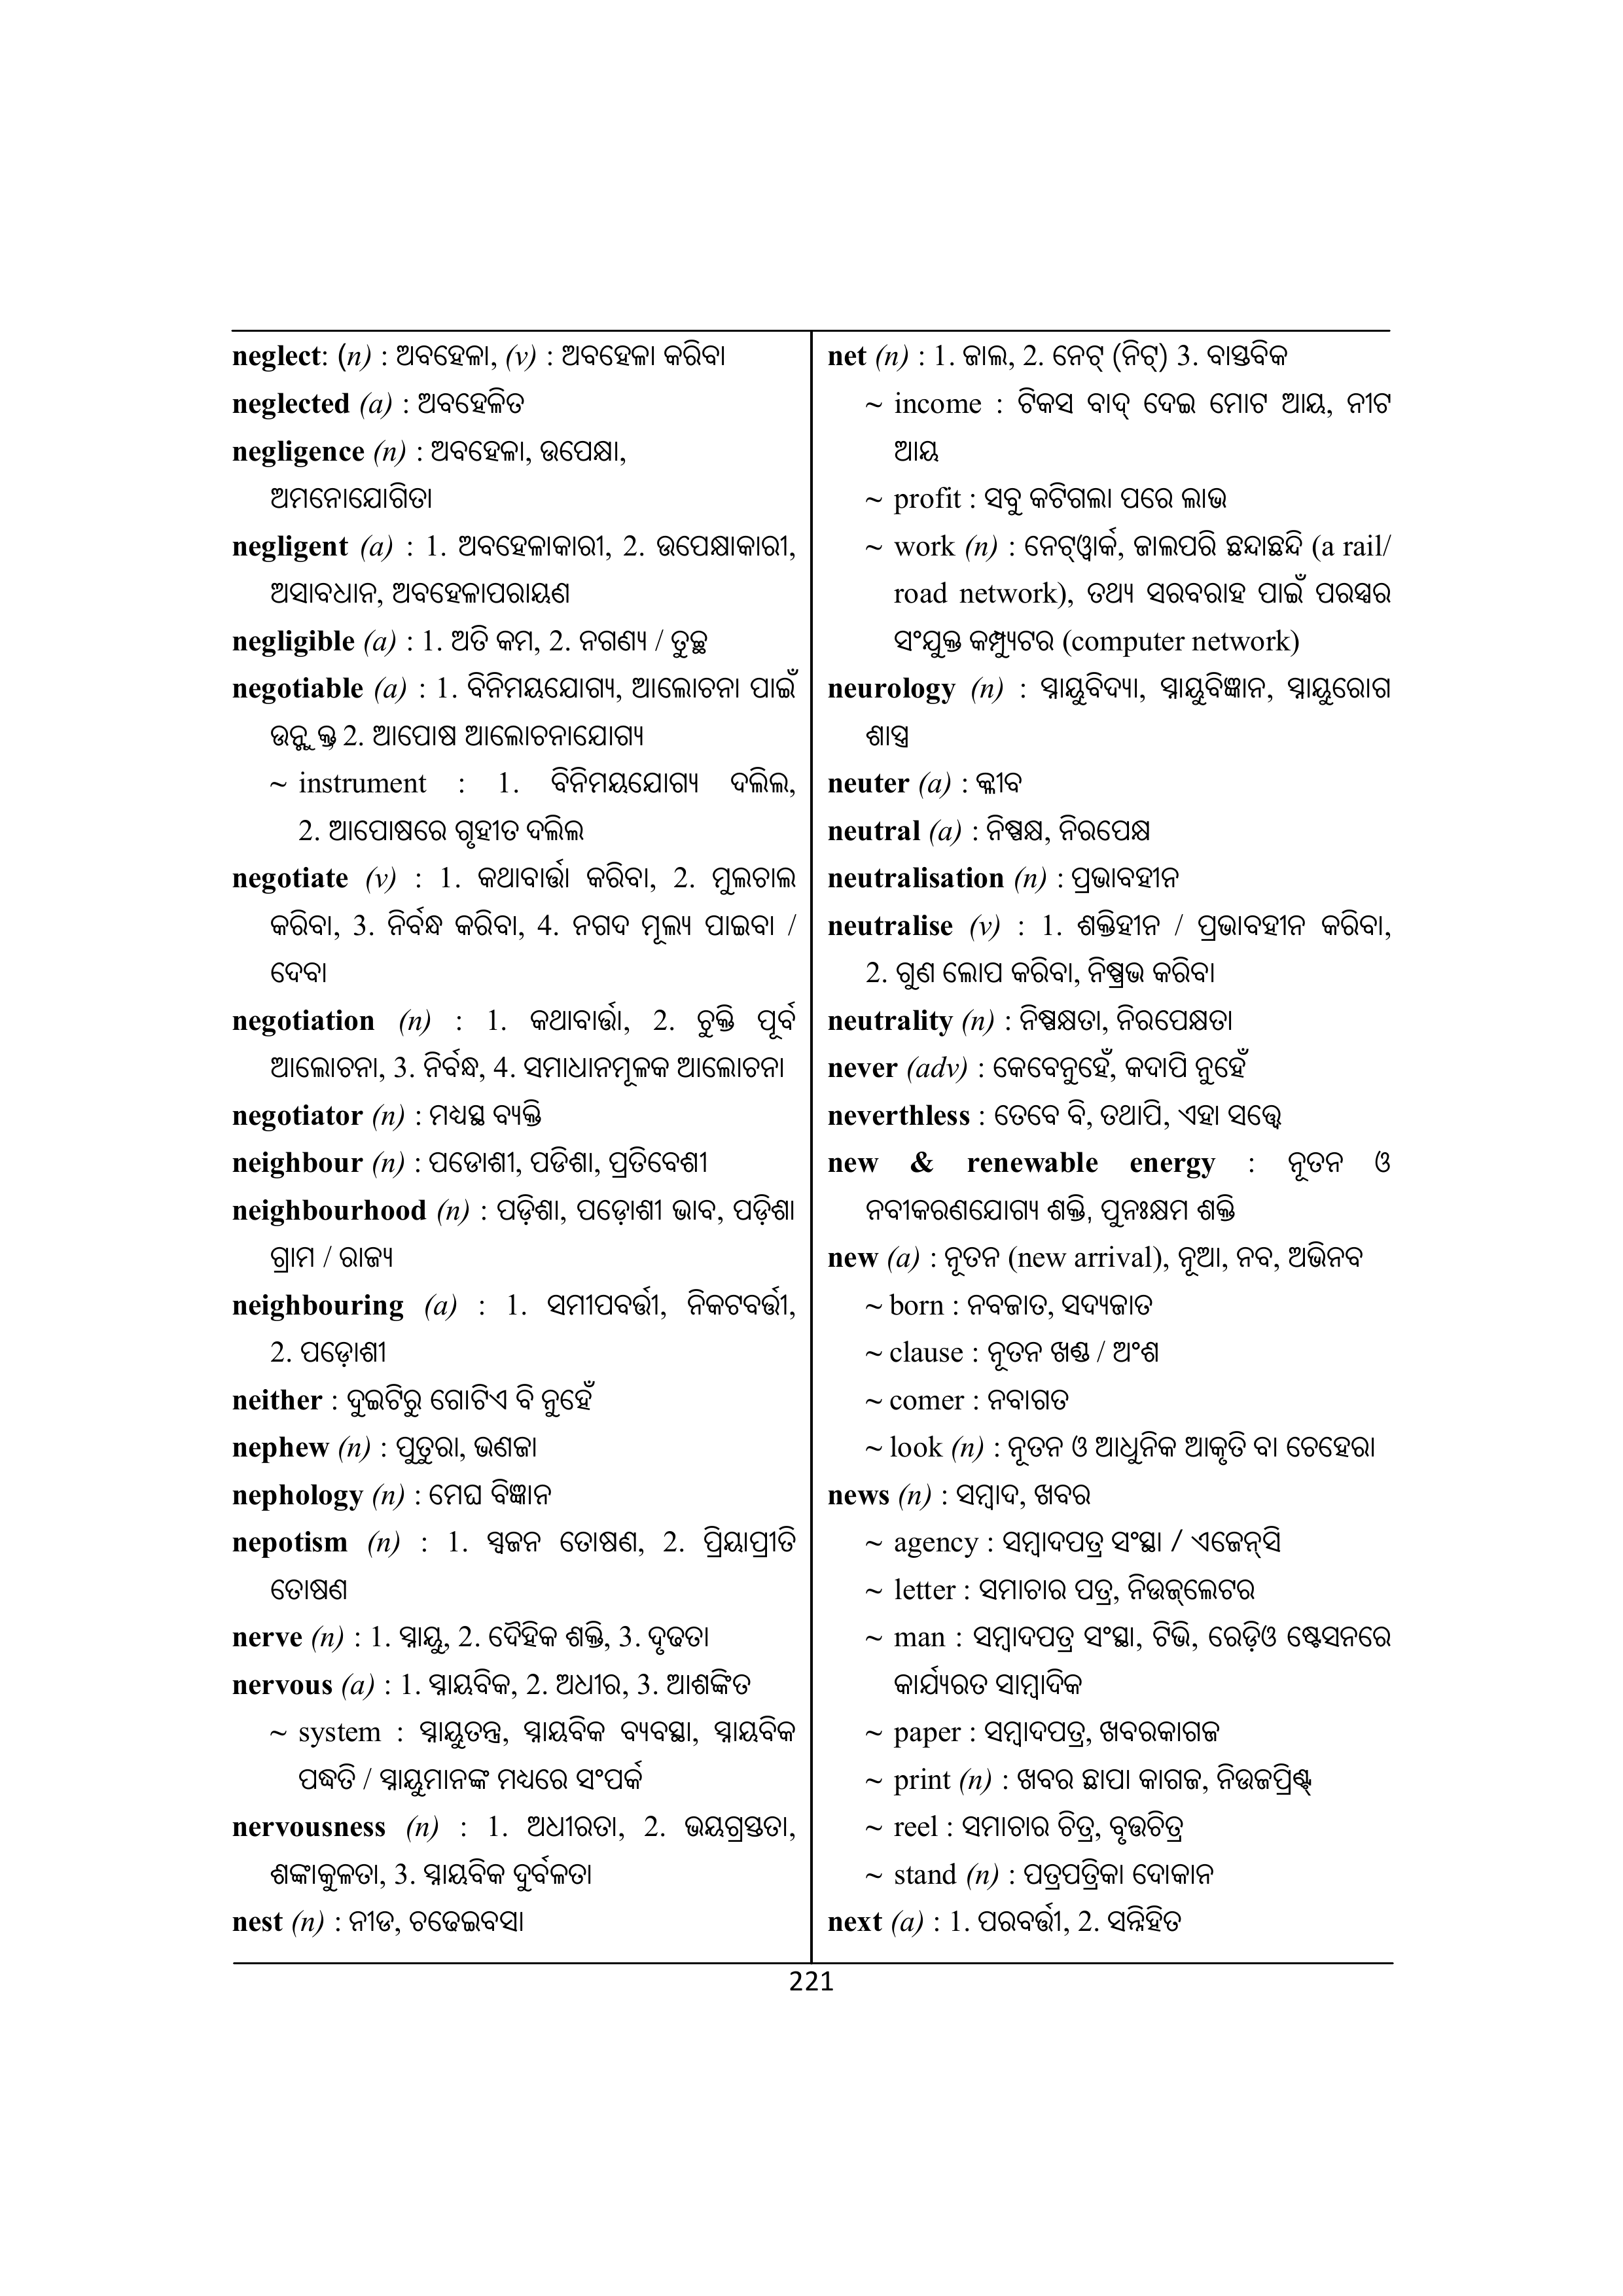 neglect: (n) : ଅବହେଳା, (v) : ଅବହେଳା କରିବା
neglected (a) : ଅବହେଳିତ
negligence (n) : ଅବହେଳା, ଉପେକ୍ଷା,
ଅମନୋଯୋଗିତା
negligent (a) : 1. ଅବହେଳାକାରୀ, 2. ଉପେକ୍ଷାକାରୀ,
ଅସାବଧାନ, ଅବହେଳାପରାୟଣ
negligible (a) : 1. ଅତି କମ, 2. ନଗଣ୍ୟ / ତୁଚ୍ଛ
negotiable (a) : 1. ବିନିମୟଯୋଗ୍ୟ, ଆଲୋଚନା ପାଇଁ
ଉନ୍ମୁକ୍ତ 2. ଆପୋଷ ଆଲୋଚନାଯୋଗ୍ୟ
~ instrument : 1. ବିନିମୟଯୋଗ୍ୟ ଦଲିଲ,
2. ଆପୋଷରେ ଗୃହୀତ ଦଲିଲ
negotiate (v) : 1. କଥାବାର୍ତ୍ତା କରିବା, 2. ମୁଲଚାଲ
କରିବା, 3. ନିର୍ବନ୍ଧ କରିବା, 4. ନଗଦ ମୂଲ୍ୟ ପାଇବା /
ଦେବା
negotiation (n) : 1. କଥାବାର୍ତ୍ତା, 2. ଚୁକ୍ତି ପୂର୍ବ
ଆଲୋଚନା, 3. ନିର୍ବନ୍ଧ, 4. ସମାଧାନମୂଳକ ଆଲୋଚନା
negotiator (n) : ମଧ୍ୟସ୍ଥ ବ୍ୟକ୍ତି
neighbour (n) : ପଡୋଶୀ, ପଡିଶା, ପ୍ରତିବେଶୀ
neighbourhood (n) : ପଡ଼ିଶା, ପଡ଼ୋଶୀ ଭାବ, ପଡ଼ିଶା
ଗ୍ରାମ / ରାଜ୍ୟ
neighbouring (a) : 1. ସମୀପବର୍ତ୍ତୀ, ନିକଟବର୍ତ୍ତୀ,
2. ପଡ଼ୋଶୀ
neither : ଦୁଇଟିରୁ ଗୋଟିଏ ବି ନୁହେଁ
nephew (n) : ପୁତୁରା, ଭଣଜା
nephology (n) : ମେଘ ବିଜ୍ଞାନ
nepotism (n) : 1. ସ୍ୱଜନ ତୋଷଣ, 2. ପ୍ରିୟାପ୍ରୀତି
ତୋଷଣ
nerve (n) : 1. ସ୍ନାୟୁ, 2. ଦୈହିକ ଶକ୍ତି, 3. ଦୃଢତା
nervous (a) : 1. ସ୍ନାୟବିକ, 2. ଅଧୀର, 3. ଆଶଙ୍କିତ
~ system : ସ୍ନାୟୁତନ୍ତ୍ର, ସ୍ନାୟବିକ ବ୍ୟବସ୍ଥା, ସ୍ନାୟବିକ
ପଦ୍ଧତି / ସ୍ନାୟୁମାନଙ୍କ ମଧ୍ୟରେ ସଂପର୍କ
nervousness (n) : 1. ଅଧୀରତା, 2. ଭୟଗ୍ରସ୍ତତା,
ଶଙ୍କାକୁଳତା, 3. ସ୍ନାୟବିକ ଦୁର୍ବଳତା
nest (n) : ନୀଡ, ଚଢେଇବସା
net (n) : 1. ଜାଲ, 2. ନେଟ୍ (ନିଟ୍) 3. ବାସ୍ତବିକ
~ income : ଟିକସ ବାଦ୍ ଦେଇ ମୋଟ ଆୟ, ନୀଟ
ଆୟ
~ profit : ସବୁ କଟିଗଲା ପରେ ଲାଭ
~ work (n) : ନେଟ୍‌ୱାର୍କ, ଜାଲପରି ଛନ୍ଦାଛନ୍ଦି (a rail/
road network), ତଥ୍ୟ ସରବରାହ ପାଇଁ ପରସ୍ପର
ସଂଯୁକ୍ତ କମ୍ପ୍ୟୁଟର (computer network)
neurology (n) : ସ୍ନାୟୁବିଦ୍ୟା, ସ୍ନାୟୁବିଜ୍ଞାନ, ସ୍ନାୟୁରୋଗ
ଶାସ୍ତ୍ର
neuter (a) : କ୍ଳୀବ
neutral (a) : ନିଷ୍ପକ୍ଷ, ନିରପେକ୍ଷ
neutralisation (n) : ପ୍ରଭାବହୀନ
neutralise (v) : 1. ଶକ୍ତିହୀନ / ପ୍ରଭାବହୀନ କରିବା,
2. ଗୁଣ ଲୋପ କରିବା, ନିଷ୍ପ୍ରଭ କରିବା
neutrality (n) : ନିଷ୍ପକ୍ଷତା, ନିରପେକ୍ଷତା
never (adv) : କେବେନୁହେଁ, କଦାପି ନୁହେଁ
neverthless : ତେବେ ବି, ତଥାପି, ଏହା ସତ୍ତ୍ୱେ
new & renewable energy : ନୂତନ ଓ
ନବୀକରଣଯୋଗ୍ୟ ଶକ୍ତି, ପୁନଃକ୍ଷମ ଶକ୍ତି
new (a) : ନୂତନ (new arrival), ନୂଆ, ନବ, ଅଭିନବ
~ born : ନବଜାତ, ସଦ୍ୟଜାତ
~ clause : ନୂତନ ଖଣ୍ଡ / ଅଂଶ
~ comer : ନବାଗତ
~ look (n) : ନୂତନ ଓ ଆଧୁନିକ ଆକୃତି ବା ଚେହେରା
news (n) : ସମ୍ବାଦ, ଖବର
~ agency : ସମ୍ବାଦପତ୍ର ସଂସ୍ଥା / ଏଜେନ୍‌ସି
~ letter : ସମାଚାର ପତ୍ର, ନିଉଜ୍‌ଲେଟର
~ man : ସମ୍ବାଦପତ୍ର ସଂସ୍ଥା, ଟିଭି, ରେଡ଼ିଓ ଷ୍ଟେସନରେ
କାର୍ଯ୍ୟରତ ସାମ୍ବାଦିକ
~ paper : ସମ୍ବାଦପତ୍ର, ଖବରକାଗଜ
~ print (n) : ଖବର ଛାପା କାଗଜ, ନିଉଜପ୍ରିଣ୍ଟ୍
~ reel : ସମାଚାର ଚିତ୍ର, ବୃତ୍ତଚିତ୍ର
~ stand (n) : ପତ୍ରପତ୍ରିକା ଦୋକାନ
next (a) : 1. ପରବର୍ତ୍ତୀ, 2. ସନ୍ନିହିତ
221